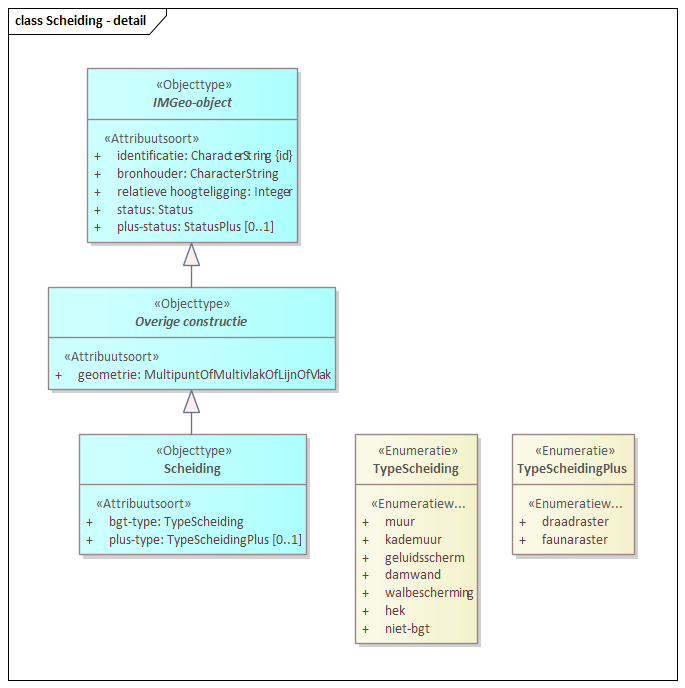 class Scheiding - detail
«Objecttype»
IMGeo-object
«Attribuutsoort»
+ identificatie: CharacterString {id}
+ bronhouder: CharacterString
+ relatieve hoogteligging: Integer
+ status: Status
+ plus-status: StatusPlus [0..1]
«Objecttype»
Overige constructie
«Attribuutsoort»
+ geometrie: MultipuntOfMultivlakOfLijnOfVlak
«Objecttype»
Scheiding
«Attribuutsoort»
+ bgt-type: TypeScheiding
+ plus-type: TypeScheidingPlus [0..1]
«Enumeratie»
TypeScheiding
«Enumeratiew...
+ muur
+ kademuur
+ geluidsscherm
+ damwand
+ walbescherming
+ hek
+ niet-bgt
«Enumeratie»
TypeScheidingPlus
«Enumeratiew...
+ draadraster
+ faunaraster